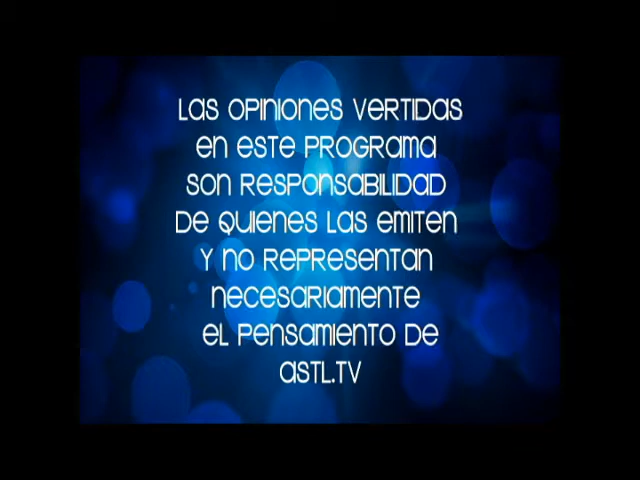 Las opiniones vertidas
en este programa
son responsabilidad
de quienes las emiten
y no representan
necesariamente
el pensamiento de
astl.tv